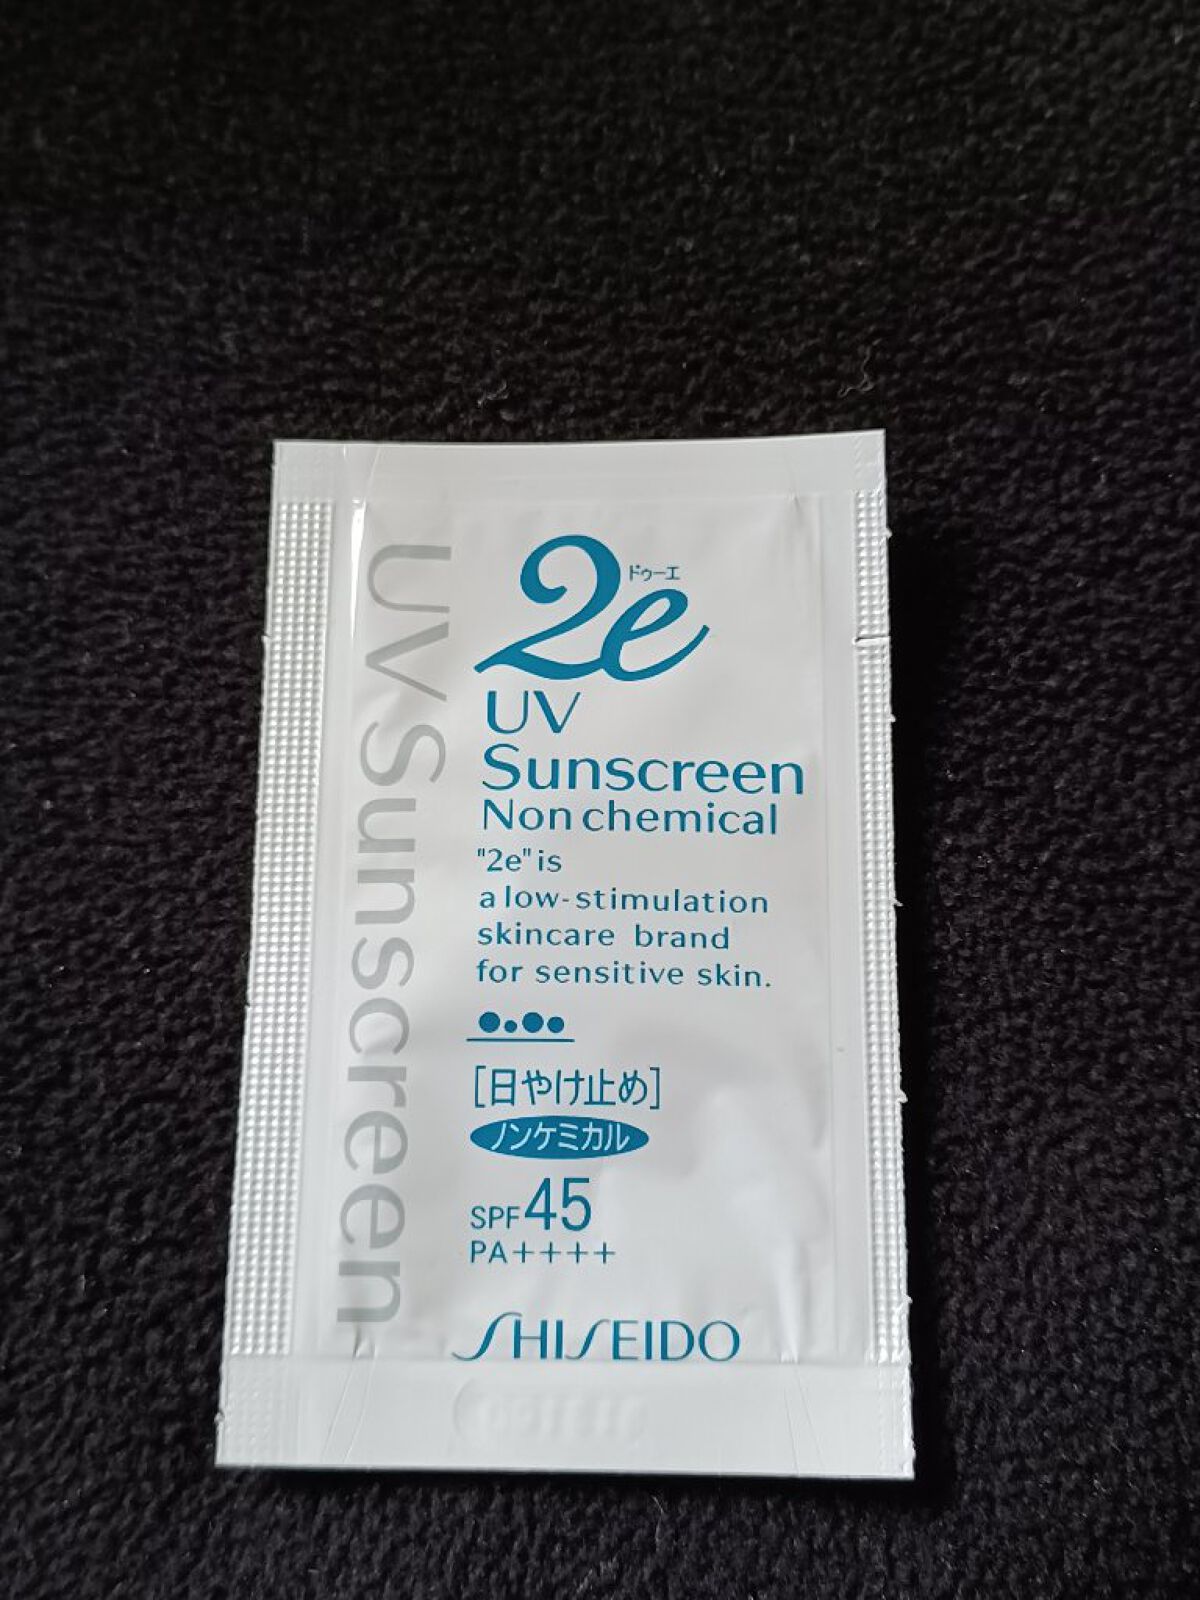 UV Sunscreen
2e
ドゥーエ
UV
Sunscreen
Non chemical
"2e" is
a low-stimulation
skincare brand
for sensitive skin.
[日やけ止め]
ノンケミカル
SPF45
PA++++
SHISEIDO